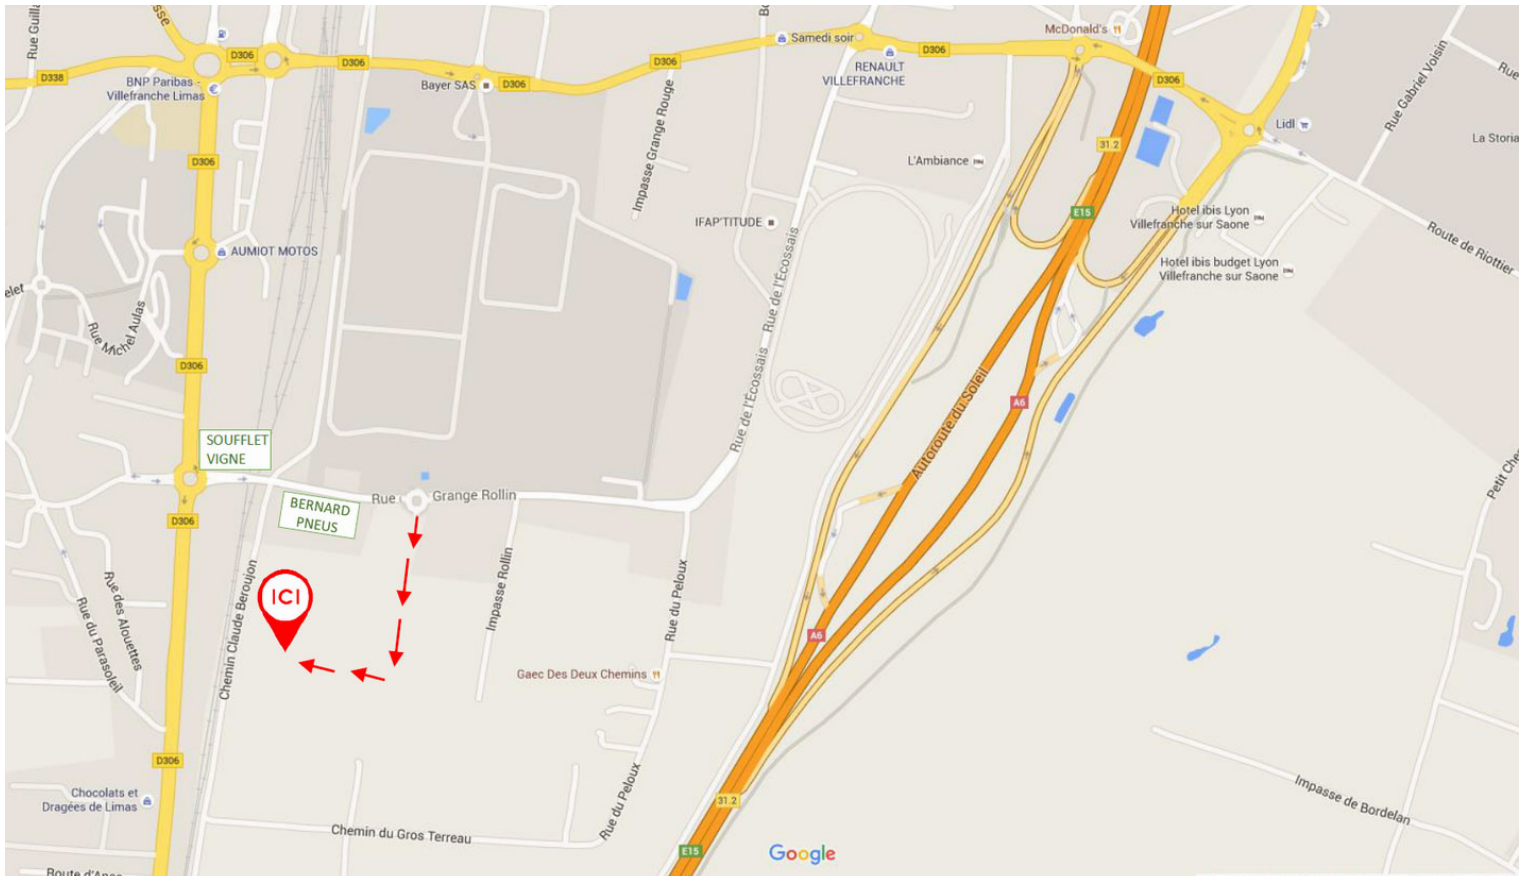 Rue Guilla
esse
D338
D306
D306
D306
D306
D306
D306
Bo
Samedi soir
RENAULT
VILLEFRANCHE
McDonald's
BNP Paribas -
Villefranche Limas
Bayer SAS
Impasse Grange Rouge
L'Ambiance
31.2
Lidl
Rue Gabriel Voisin
Rue
La Storia
D306
AUMIOT MOTOS
IFAP'TITUDE
E15
Hotel ibis Lyon
Villefranche sur Saone
Hotel ibis budget Lyon
Villefranche sur Saone
Route de Riottier
elet
Rue Michel Aulas
Rue de l'Écossais
Rue de l'Écossais
D306
A6
Autoroute du Soleil
SOUFFLET
VIGNE
BERNARD
PNEUS
Rue
Grange Rollin
D306
Petit Che
ICI
Chemin Claude Beroujon
Rue des Alouettes
Rue du Parasoleil
Impasse Rollin
Rue du Peloux
A6
Gaec Des Deux Chemins
D306
Chocolats et
Dragées de Limas
Rue du Peloux
31.2
Impasse de Bordelan
Chemin du Gros Terreau
E15
Google
Route d'Anse